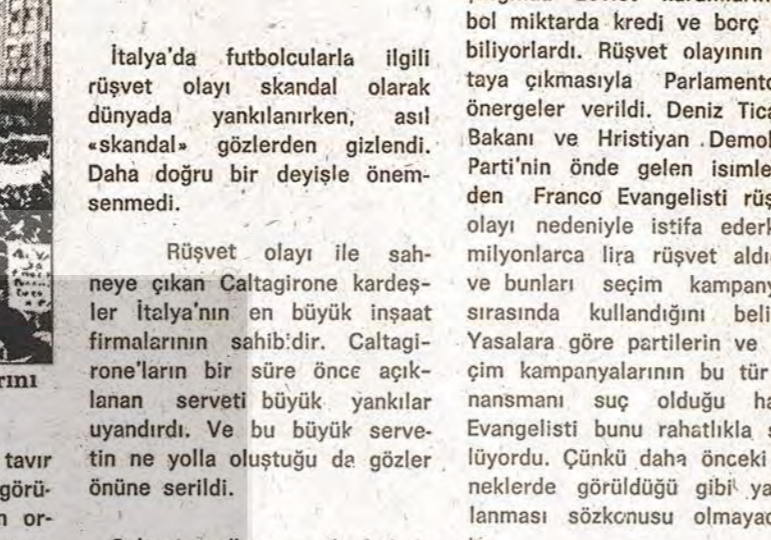 rını
tavır
görü-
n or-
İtalya'da futbolcularla ilgili
rüşvet olayı skandal olarak
dünyada yankılanırken, asıl
«skandal» gözlerden gizlendi.
Daha doğru bir deyişle önem-
senmedi.
Rüşvet olayı ile sah-
neye çıkan Caltagirone kardeş-
ler İtalya'nın en büyük inşaat
firmalarının sahibidir. Caltagi-
rone'ların bir süre önce açık-
lanan serveti büyük yankılar
uyandırdı. Ve bu büyük serve-
tin ne yolla oluştuğu da gözler
önüne serildi.
bol miktarda kredi ve borç
biliyorlardı. Rüşvet olayının
taya çıkmasıyla Parlamento
önergeler verildi. Deniz Tica
Bakanı ve Hristiyan Demok
Parti'nin önde gelen isimle
den Franco Evangelisti rüş
olayı nedeniyle istifa ederk
milyonlarca lira rüşvet aldı
ve bunları seçim kampany
sırasında kullandığını beli
Yasalara göre partilerin ve
çim kampanyalarının bu tür
nansmanı suç olduğu ha
Evangelisti bunu rahatlıkla s
lüyordu. Çünkü daha önceki
neklerde görüldüğü gibi ya
lanması sözkonusu olmayac